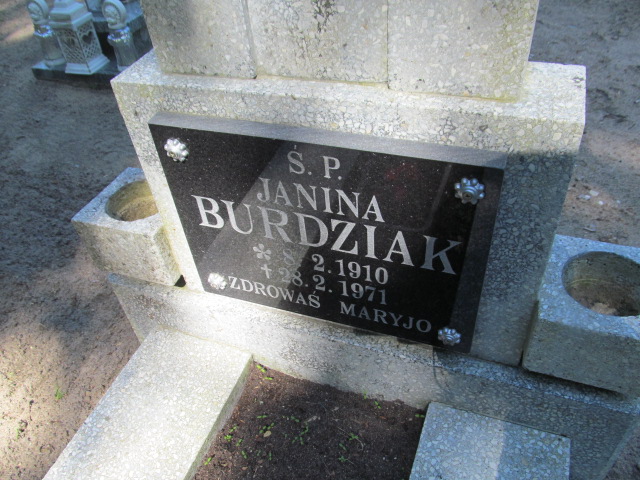 Ś. P.
JANINA
BURDZIAK
* 8. 2. 1910
+ 28. 2. 1971
ZDROWAŚ MARYJO